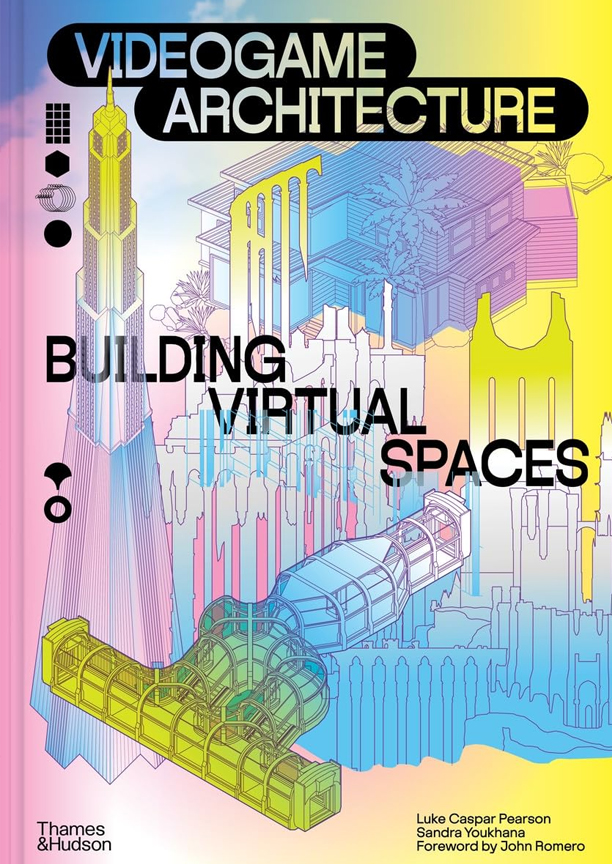 VIDEOGAME
ARCHITECTURE
BUILDING
VIRTUAL
SPACES
Thames
&Hudson
Luke Caspar Pearson
Sandra Youkhana
Foreword by John Romero